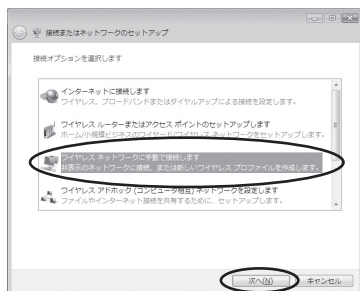 接続またはネットワークのセットアップ
接続オプションを選択します
インターネットに接続します
ワイヤレス、ブロードバンドまたはダイヤルアップによる接続を設定します。
ワイヤレス ルーターまたはアクセス ポイントのセットアップします
ホーム/小規模ビジネスのワイヤード/ワイヤレス ネットワークをセットアップします。
ワイヤレス ネットワークに手動で接続します
非表示のネットワークに接続、または新しいワイヤレス プロファイルを作成します。
ワイヤレス アドホック (コンピュータ相互) ネットワークを設定します
ファイルやインターネット接続を共有するために、セットアップします。
次へ(N)
キャンセル